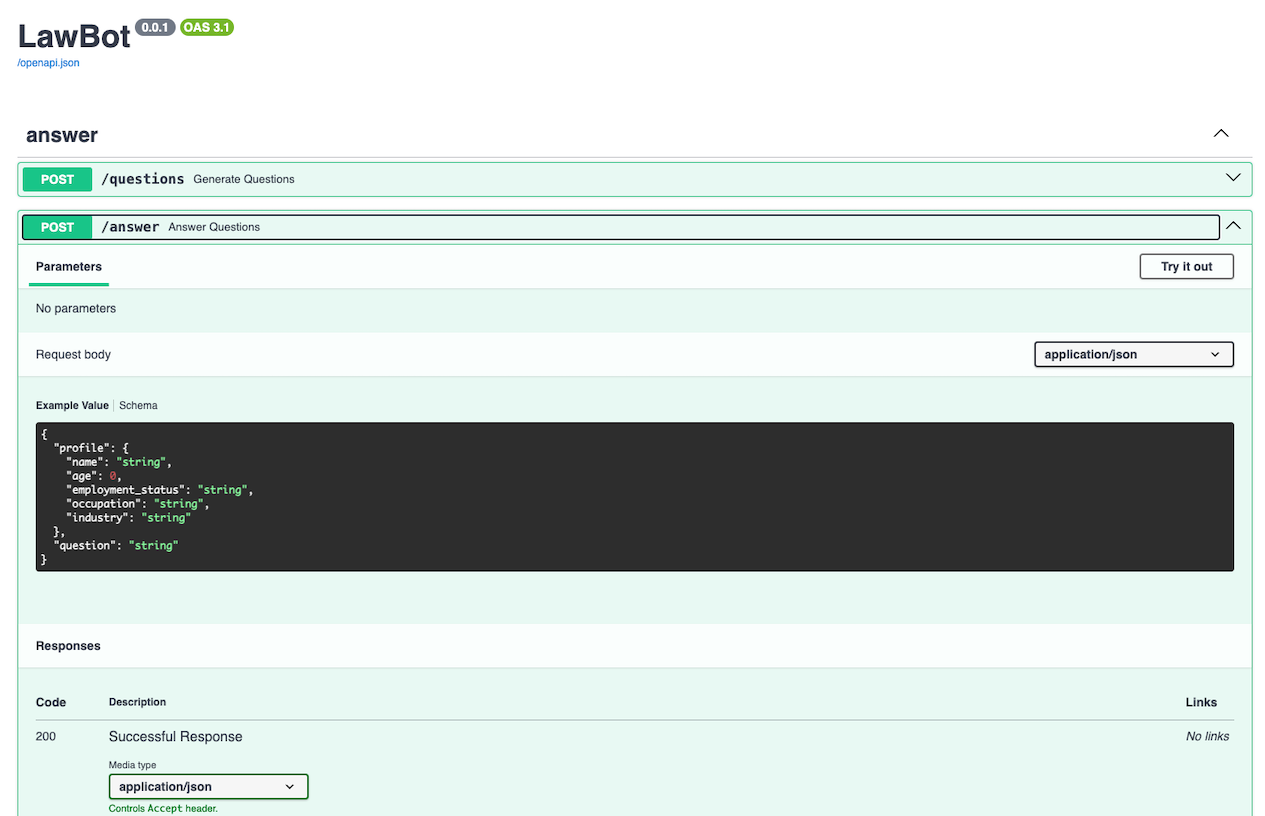 LawBot 0.0.1 OAS 3.1
/openapi.json
answer
POST /questions Generate Questions
POST /answer Answer Questions
Parameters Try it out
No parameters
Request body application/json
Example Value Schema
{
  "profile": {
    "name": "string",
    "age": 0,
    "employment_status": "string",
    "occupation": "string",
    "industry": "string"
  },
  "question": "string"
}
Responses
Code Description Links
200 Successful Response No links
Media type
application/json
Controls Accept header.